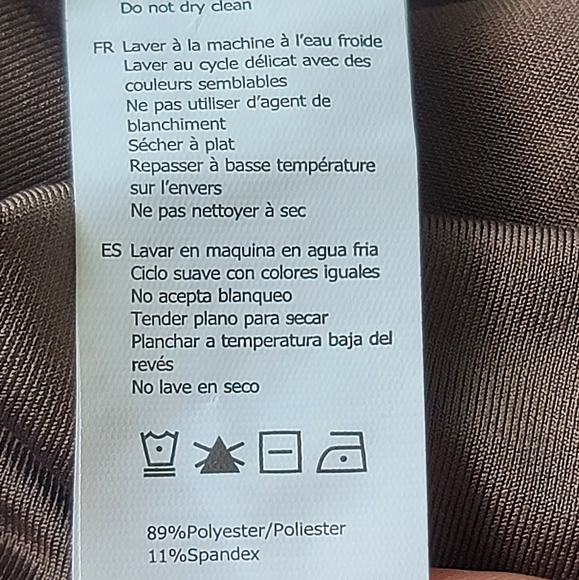 Do not dry clean
FR Laver à la machine à l'eau froide
Laver au cycle délicat avec des
couleurs semblables
Ne pas utiliser d'agent de
blanchiment
Sécher à plat
Repasser à basse température
sur l'envers
Ne pas nettoyer à sec
ES Lavar en maquina en agua fria
Ciclo suave con colores iguales
No acepta blanqueo
Tender plano para secar
Planchar a temperatura baja del
revés
No lave en seco
89%Polyester/Poliester
11%Spandex